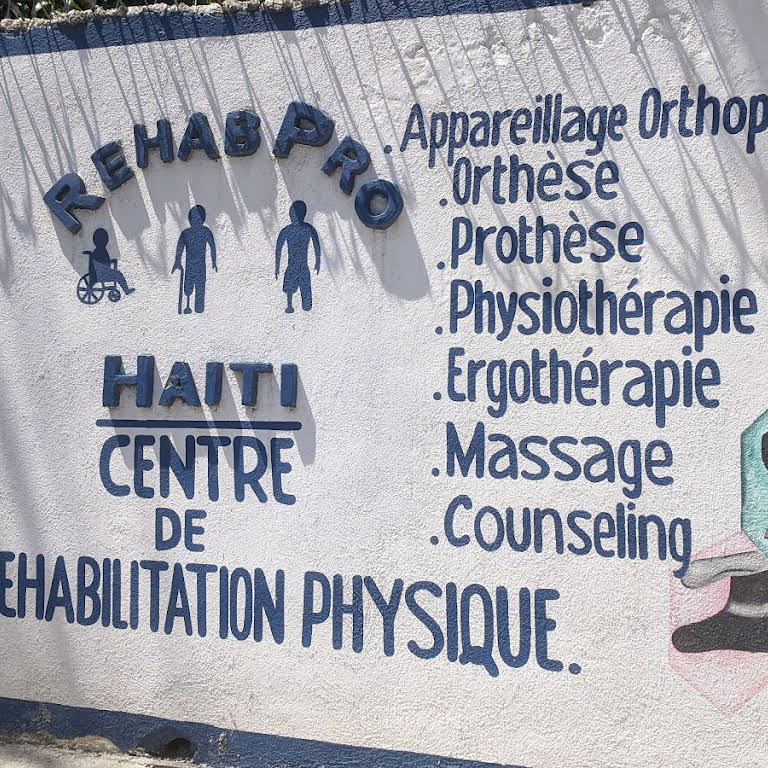 REHABPRO
HAITI
CENTRE
DE
EHABILITATION PHYSIQUE.
. Appareillage Orthop
. Orthèse
. Prothèse
. Physiothérapie
. Ergothérapie
. Massage
. Counseling